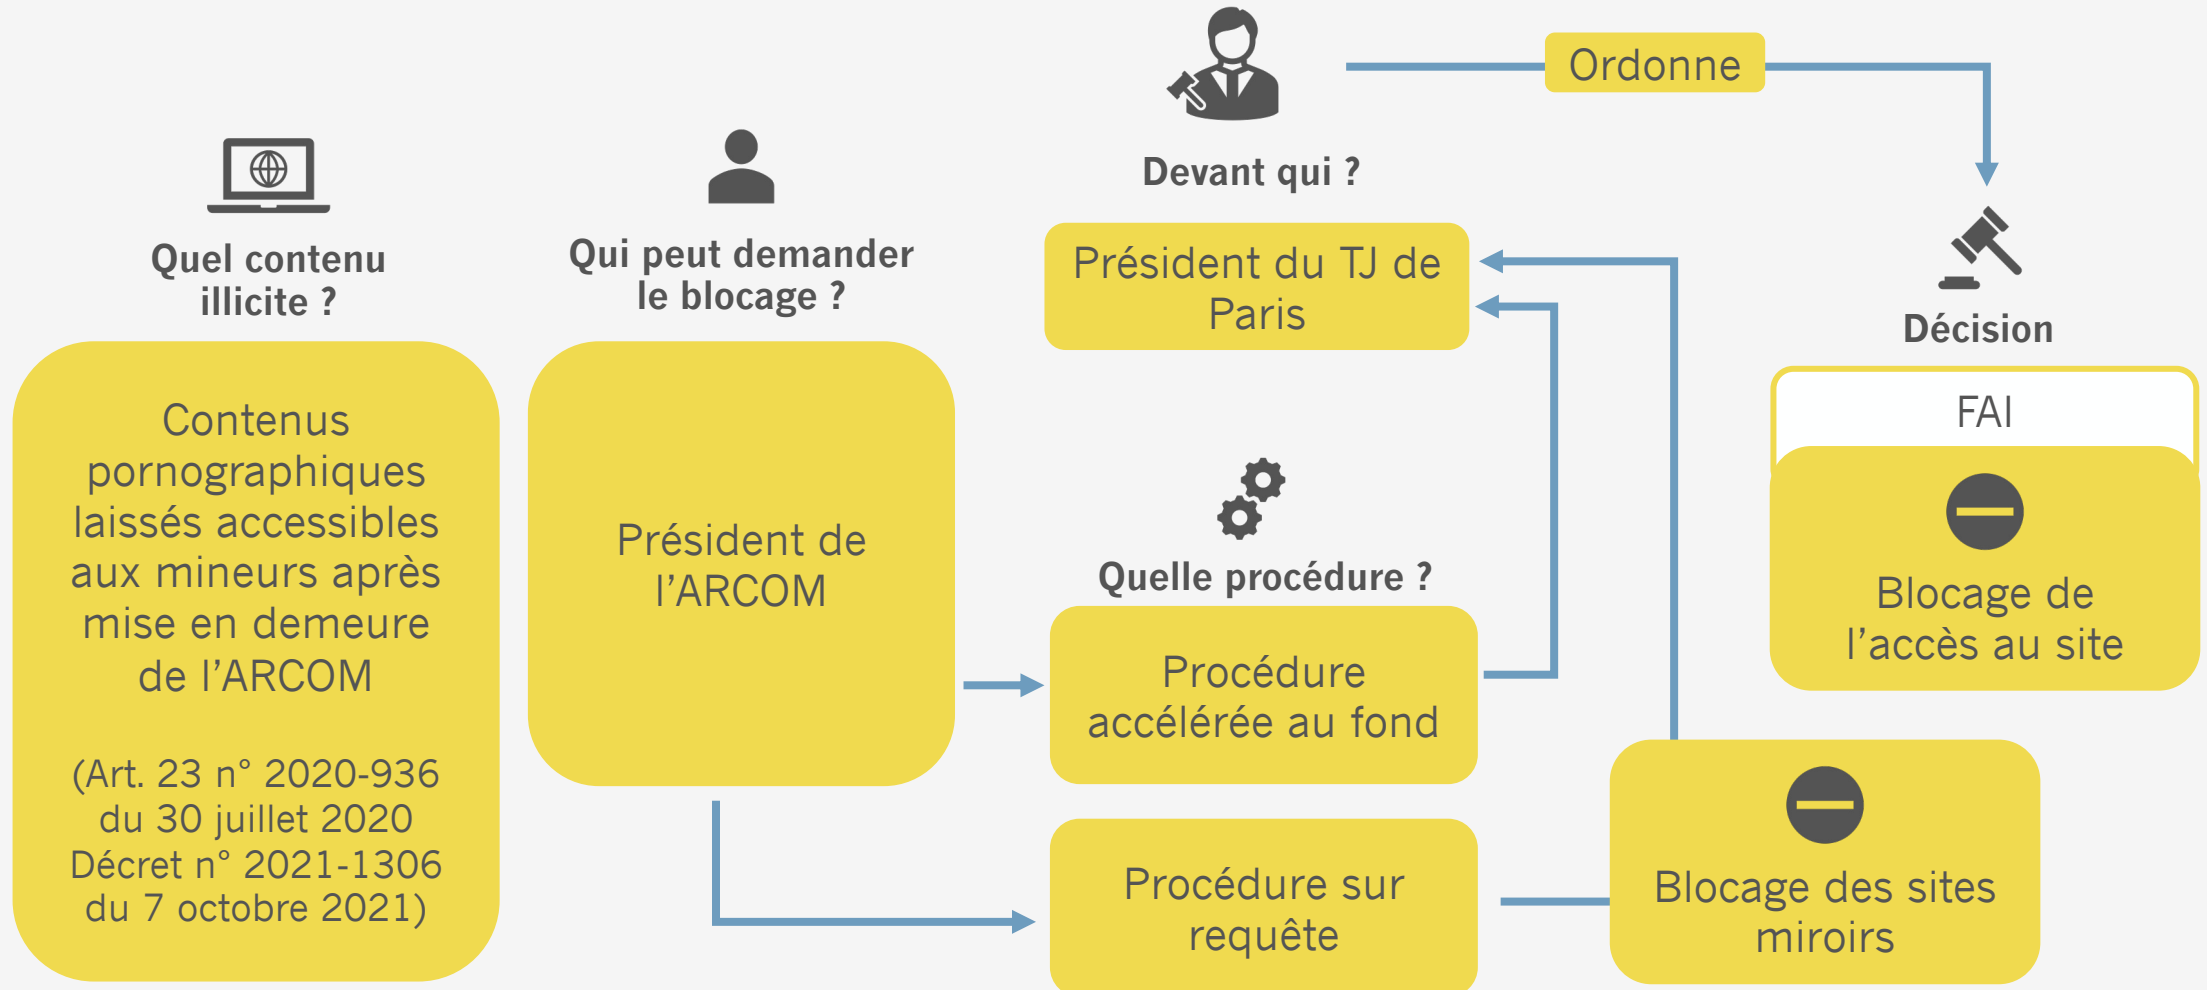 Quel contenu
illicite ?
Contenus
pornographiques
laissés accessibles
aux mineurs après
mise en demeure
de l’ARCOM
(Art. 23 n° 2020-936
du 30 juillet 2020
Décret n° 2021-1306
du 7 octobre 2021)
Qui peut demander
le blocage ?
Président de
l’ARCOM
Devant qui ?
Président du TJ de
Paris
Quelle procédure ?
Procédure
accélérée au fond
Procédure sur
requête
Ordonne
Décision
FAI
Blocage de
l’accès au site
Blocage des sites
miroirs